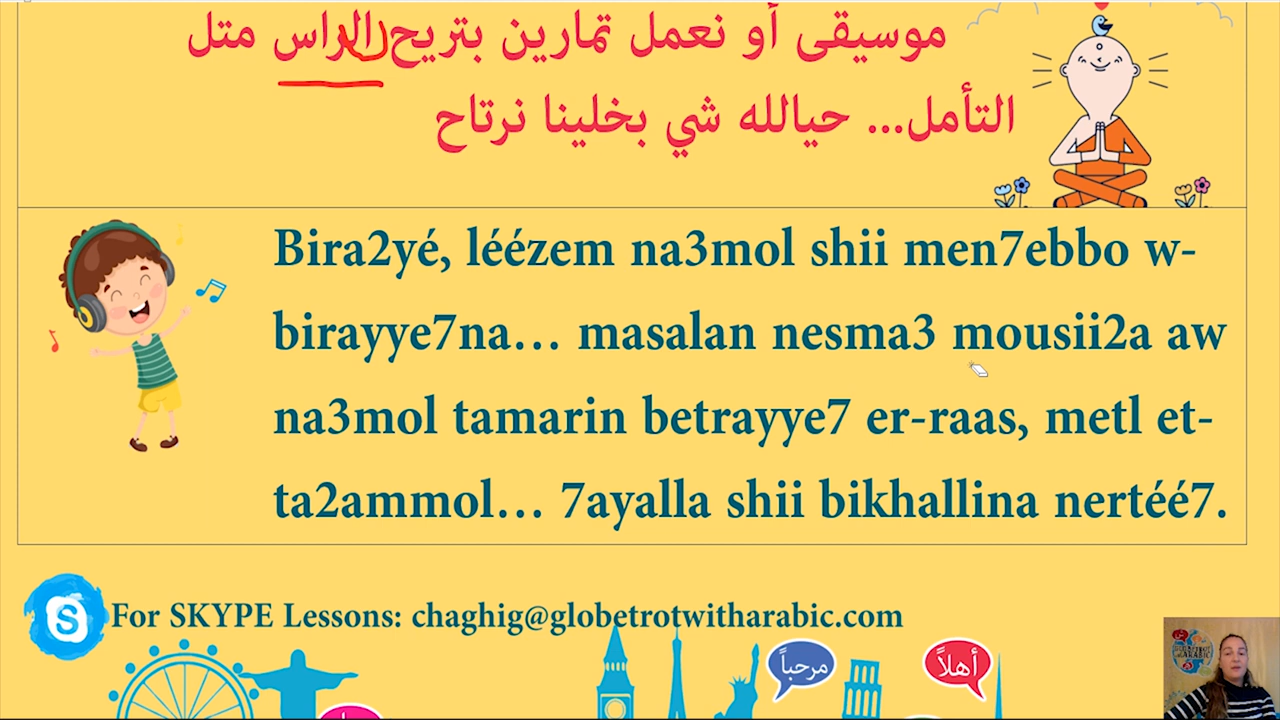 موسيقى أو نعمل تمارين بتريح الراس متل
التأمل... حيالله شي بخلينا نرتاح
Bira2yé, léézem na3mol shii men7ebbo w-
birayye7na… masalan nesma3 mousii2a aw
na3mol tamarin betrayye7 er-raas, metl et-
ta2ammol… 7ayalla shii bikhallina nertéé7.
For SKYPE Lessons: chaghig@globetrotwitharabic.com
مرحباً
أهلاً